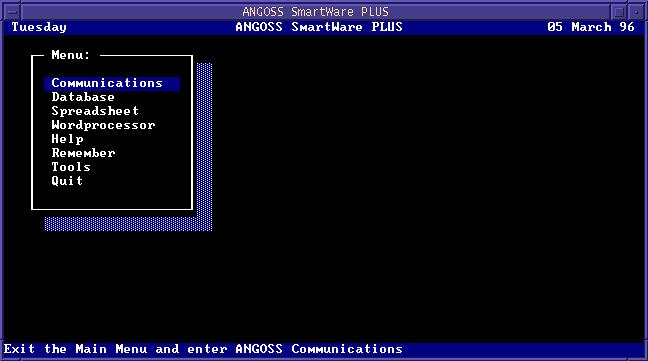 ANGOSS SmartWare PLUS
Tuesday ANGOSS SmartWare PLUS 05 March 96
Menu:
Communications
Database
Spreadsheet
Wordprocessor
Help
Remember
Tools
Quit
Exit the Main Menu and enter ANGOSS Communications